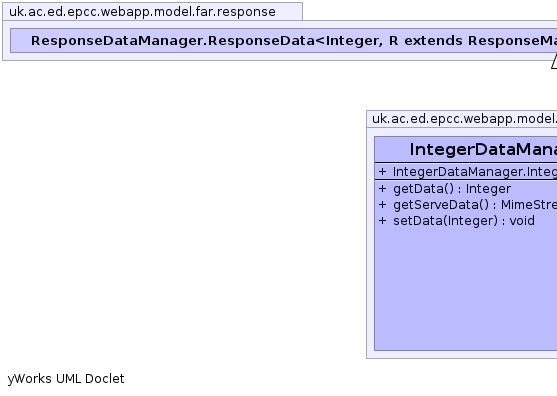 uk.ac.ed.epcc.webapp.model.far.response
ResponseDataManager.ResponseData<Integer, R extends ResponseMa
uk.ac.ed.epcc.webapp.model.
IntegerDataMana
+ IntegerDataManager.Integ
+ getData() : Integer
+ getServeData() : MimeStre
+ setData(Integer) : void
yWorks UML Doclet